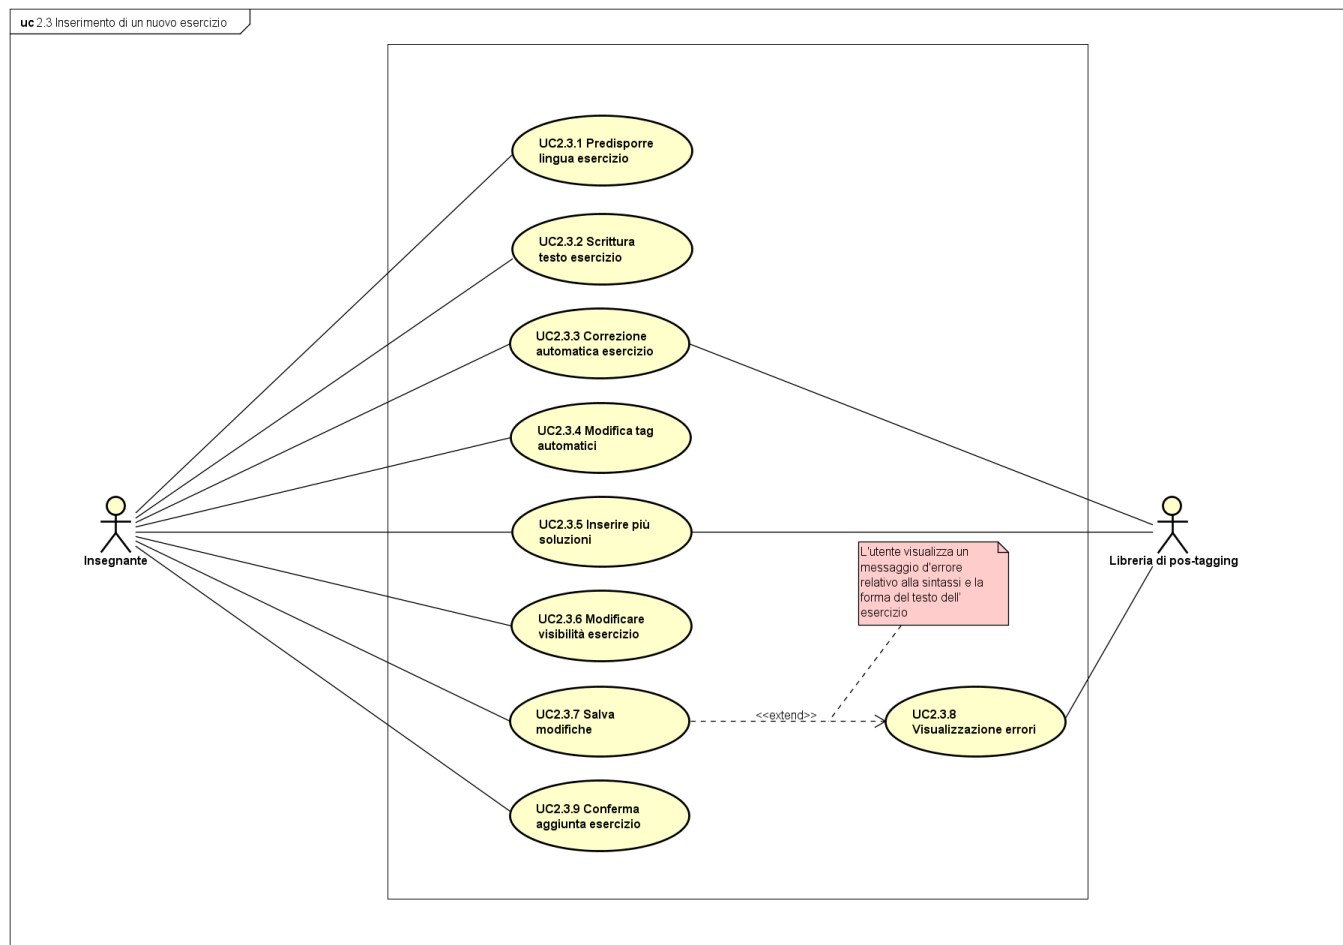 uc 2.3 Inserimento di un nuovo esercizio
UC2.3.1 Predisporre
lingua esercizio
UC2.3.2 Scrittura
testo esercizio
UC2.3.3 Correzione
automatica esercizio
UC2.3.4 Modifica tag
automatici
UC2.3.5 Inserire più
soluzioni
Insegnante
Libreria di pos-tagging
L'utente visualizza un
messaggio d'errore
relativo alla sintassi e la
forma del testo dell'
esercizio
UC2.3.6 Modificare
visibilità esercizio
UC2.3.7 Salva
modifiche
<<extend>>
UC2.3.8
Visualizzazione errori
UC2.3.9 Conferma
aggiunta esercizio